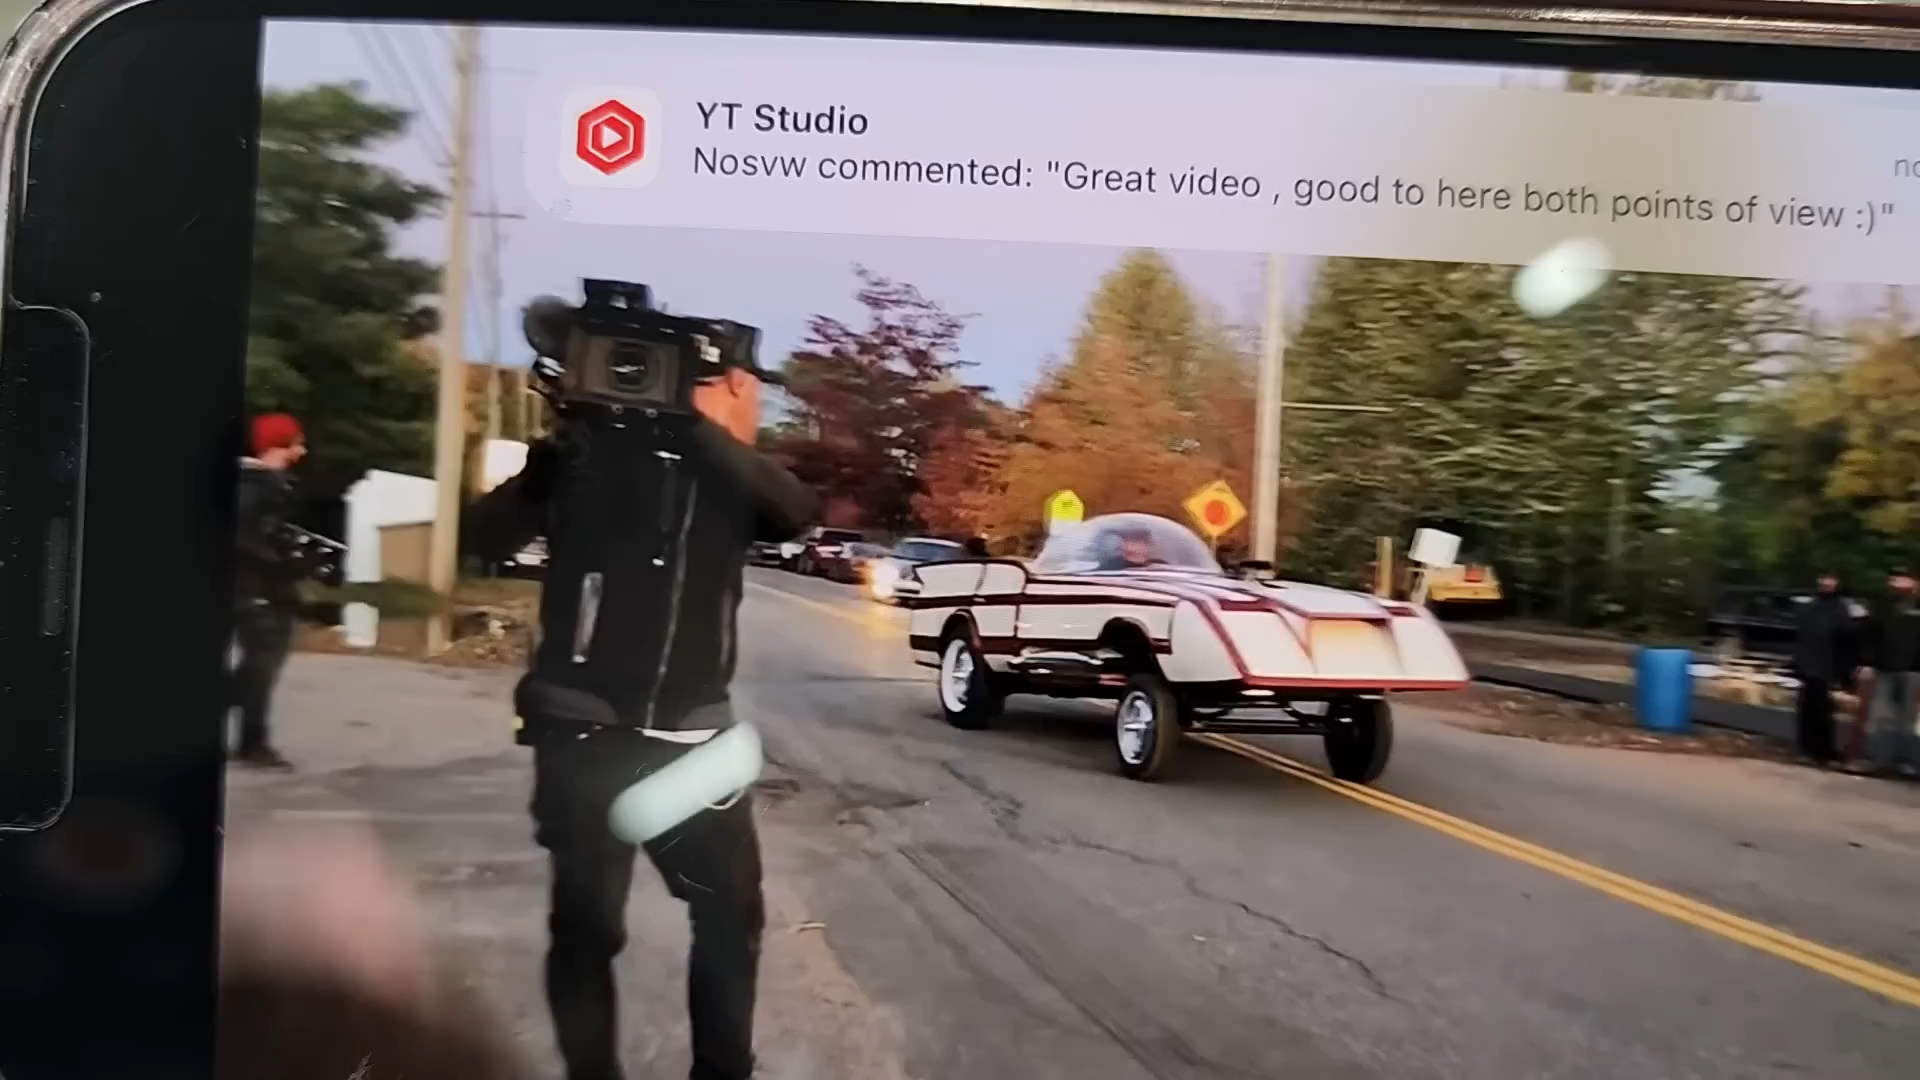 YT Studio
Nosvw commented: "Great video , good to here both points of view :)"